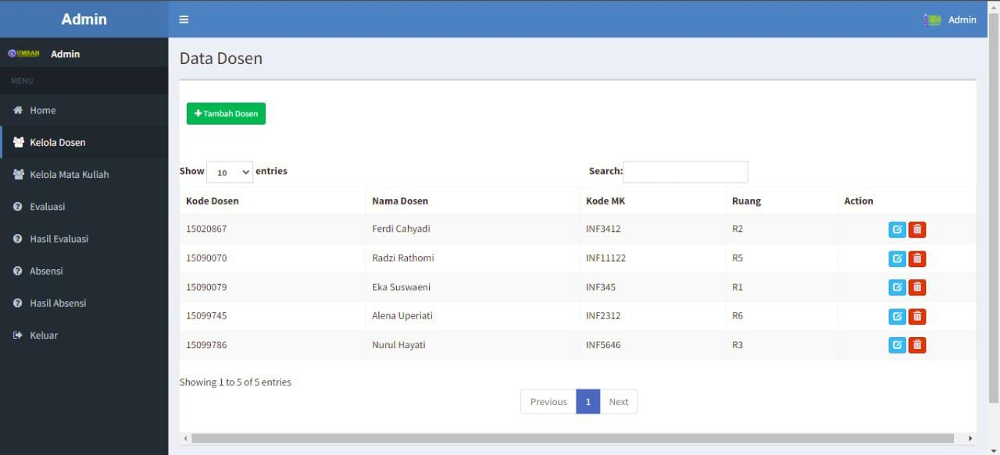 Admin
Admin
UMRAH Admin
MENU
Home
Kelola Dosen
Kelola Mata Kuliah
Evaluasi
Hasil Evaluasi
Absensi
Hasil Absensi
Keluar
Data Dosen
Tambah Dosen
Show 10 entries Search:
Kode Dosen Nama Dosen Kode MK Ruang Action
15020867 Ferdi Cahyadi INF3412 R2
15090070 Radzi Rathomi INF11122 R5
15090079 Eka Suswaeni INF345 R1
15099745 Alena Uperiati INF2312 R6
15099786 Nurul Hayati INF5646 R3
Showing 1 to 5 of 5 entries
Previous 1 Next